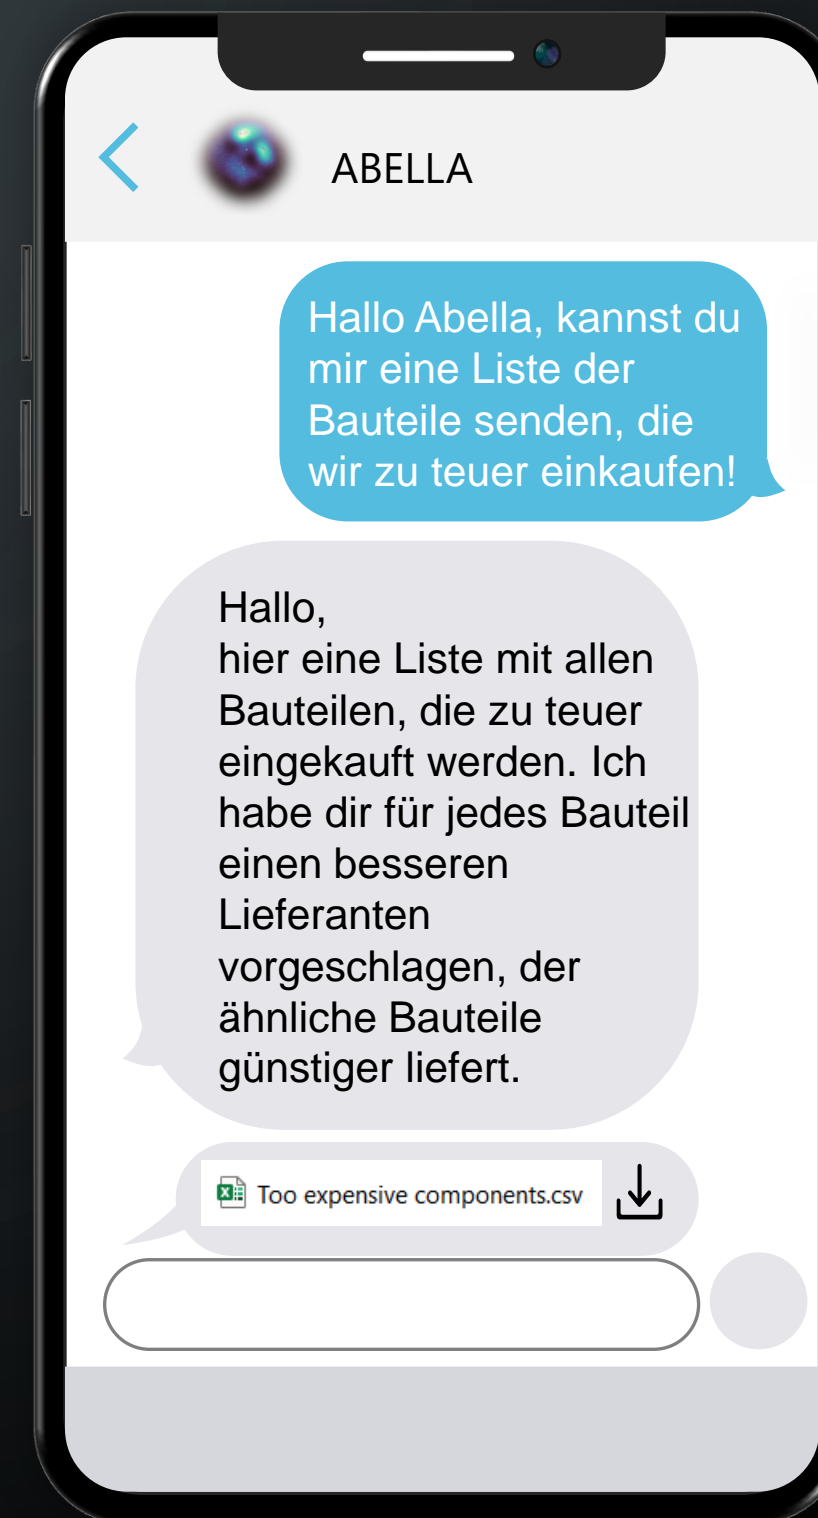 ABELLA
Hallo Abella, kannst du
mir eine Liste der
Bauteile senden, die
wir zu teuer einkaufen!
Hallo,
hier eine Liste mit allen
Bauteilen, die zu teuer
eingekauft werden. Ich
habe dir für jedes Bauteil
einen besseren
Lieferanten
vorgeschlagen, der
ähnliche Bauteile
günstiger liefert.
Too expensive components.csv